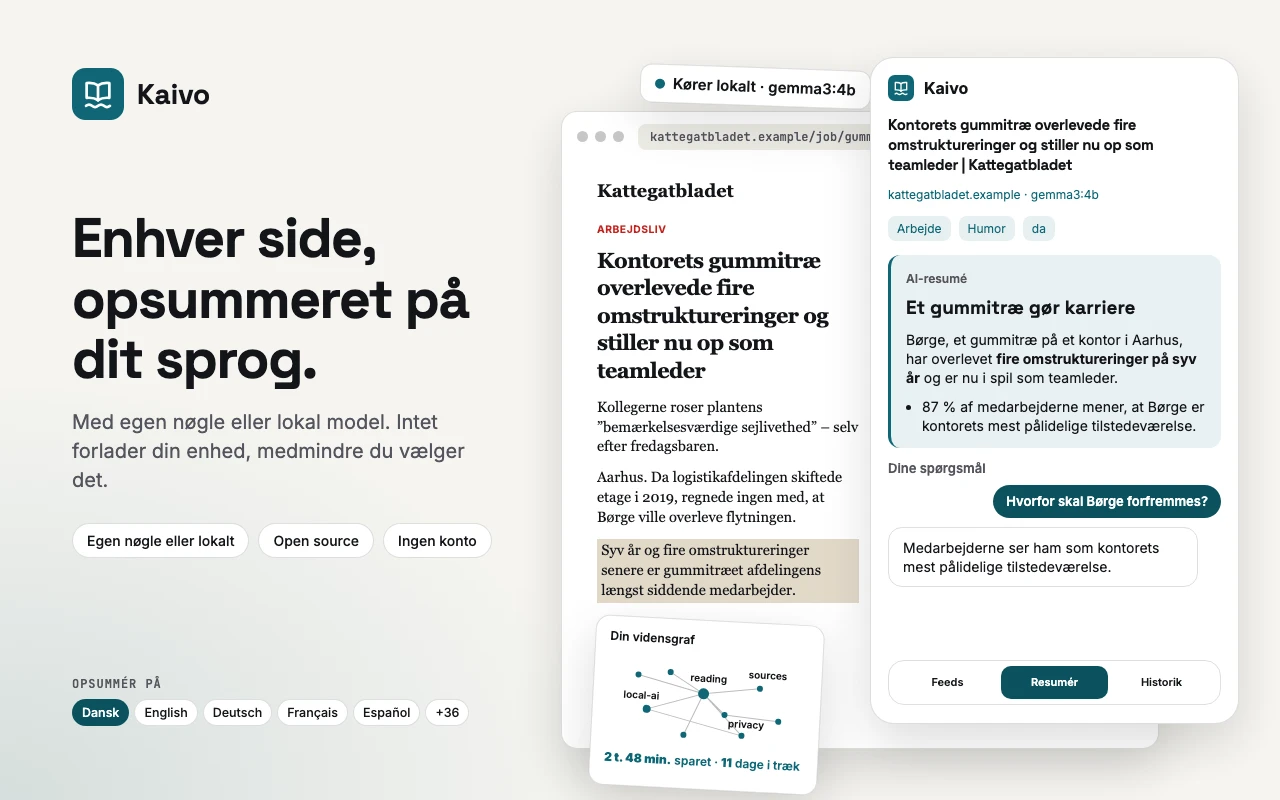 Kaivo
Enhver side,
opsummeret på
dit sprog.
Med egen nøgle eller lokal model. Intet
forlader din enhed, medmindre du vælger
det.
Egen nøgle eller lokalt
Open source
Ingen konto
OPSUMMÉR PÅ
Dansk
English
Deutsch
Français
Español
+36
Kører lokalt · gemma3:4b
kattegatbladet.example/job/gumm
Kattegatbladet
ARBEJDSLIV
Kontorets gummitræ
overlevede fire
omstruktureringer og
stiller nu op som
teamleder
Kollegerne roser plantens
”bemærkelsesværdige sejlivethed” – selv
efter fredagsbaren.
Aarhus. Da logistikafdelingen skiftede
etage i 2019, regnede ingen med, at
Børge ville overleve flytningen.
Syv år og fire omstruktureringer
senere er gummitræet afdelingens
længst siddende medarbejder.
Din vidensgraf
reading
sources
local-ai
privacy
2 t. 48 min. sparet · 11 dage i træk
Kaivo
Kontorets gummitræ overlevede fire
omstruktureringer og stiller nu op som
teamleder | Kattegatbladet
kattegatbladet.example · gemma3:4b
Arbejde
Humor
da
AI-resumé
Et gummitræ gør karriere
Børge, et gummitræ på et kontor i Aarhus,
har overlevet fire omstruktureringer på syv
år og er nu i spil som teamleder.
• 87 % af medarbejderne mener, at Børge er
kontorets mest pålidelige tilstedeværelse.
Dine spørgsmål
Hvorfor skal Børge forfremmes?
Medarbejderne ser ham som kontorets
mest pålidelige tilstedeværelse.
Feeds
Resumér
Historik